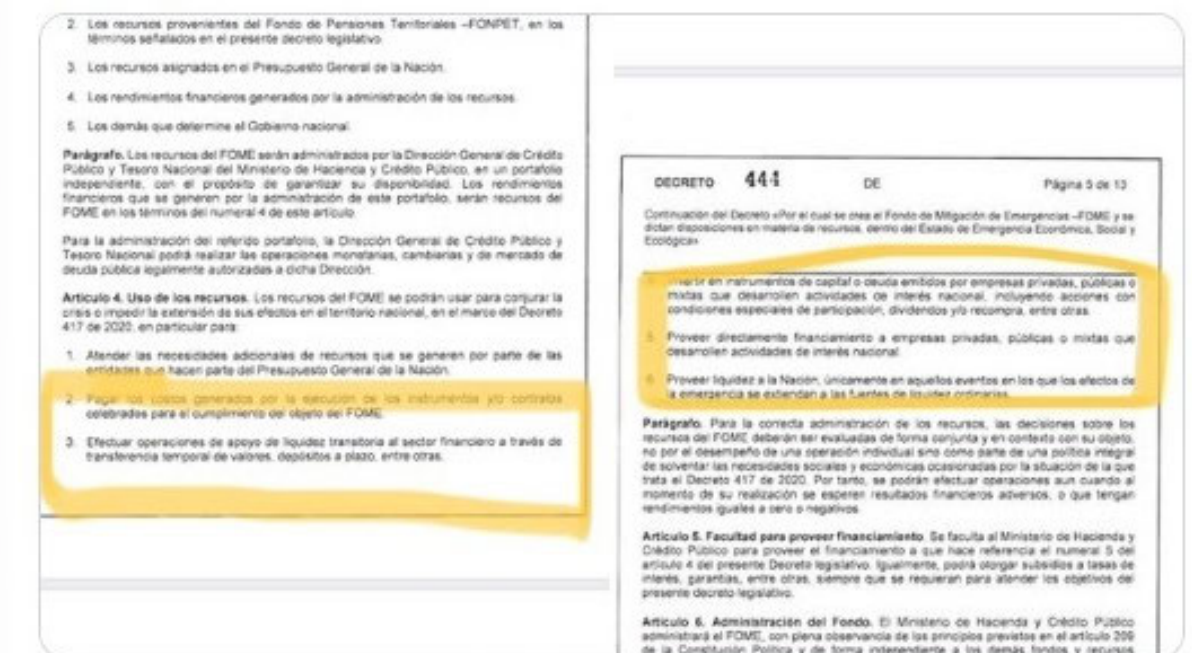 2. Los recursos provenientes del Fondo de Pensiones Territoriales –FONPET, en los
términos señalados en el presente decreto legislativo.
3. Los recursos asignados en el Presupuesto General de la Nación.
4. Los rendimientos financieros generados por la administración de los recursos.
5. Los demás que determine el Gobierno nacional.
Parágrafo. Los recursos del FOME serán administrados por la Dirección General de Crédito
Público y Tesoro Nacional del Ministerio de Hacienda y Crédito Público, en un portafolio
independiente, con el propósito de garantizar su disponibilidad. Los rendimientos
financieros que se generen por la administración de este portafolio, serán recursos del
FOME en los términos del numeral 4 de este artículo.
Para la administración del referido portafolio, la Dirección General de Crédito Público y
Tesoro Nacional podrá realizar las operaciones monetarias, cambiarias y de mercado de
deuda pública legalmente autorizadas a dicha Dirección.
Artículo 4. Uso de los recursos. Los recursos del FOME se podrán usar para conjurar la
crisis o impedir la extensión de sus efectos en el territorio nacional, en el marco del Decreto
417 de 2020, en particular para:
1. Atender las necesidades adicionales de recursos que se generen por parte de las
entidades que hacen parte del Presupuesto General de la Nación.
2. Pagar los costos generados por la ejecución de los instrumentos y/o contratos
celebrados para el cumplimiento del objeto del FOME.
3. Efectuar operaciones de apoyo de liquidez transitoria al sector financiero a través de
transferencia temporal de valores, depósitos a plazo, entre otras.
DECRETO 444 DE Página 5 de 13
Continuación del Decreto «Por el cual se crea el Fondo de Mitigación de Emergencias –FOME y se
dictan disposiciones en materia de recursos, dentro del Estado de Emergencia Económica, Social y
Ecológica»
Invertir en instrumentos de capital o deuda emitidos por empresas privadas, públicas o
mixtas que desarrollen actividades de interés nacional, incluyendo acciones con
condiciones especiales de participación, dividendos y/o recompra, entre otras.
5. Proveer directamente financiamiento a empresas privadas, públicas o mixtas que
desarrollen actividades de interés nacional.
6. Proveer liquidez a la Nación, únicamente en aquellos eventos en los que los efectos de
la emergencia se extiendan a las fuentes de liquidez ordinarias.
Parágrafo. Para la correcta administración de los recursos, las decisiones sobre los
recursos del FOME deberán ser evaluadas de forma conjunta y en contexto con su objeto,
no por el desempeño de una operación individual sino como parte de una política integral
de solventar las necesidades sociales y económicas ocasionadas por la situación de la que
trata el Decreto 417 de 2020. Por tanto, se podrán efectuar operaciones aun cuando al
momento de su realización se esperen resultados financieros adversos, o que tengan
rendimientos iguales a cero o negativos.
Artículo 5. Facultad para proveer financiamiento. Se faculta al Ministerio de Hacienda y
Crédito Público para proveer el financiamiento a que hace referencia el numeral 5 del
artículo 4 del presente Decreto legislativo. Igualmente, podrá otorgar subsidios a tasas de
interés, garantías, entre otras, siempre que se requieran para atender los objetivos del
presente decreto legislativo.
Artículo 6. Administración del Fondo. El Ministerio de Hacienda y Crédito Público
administrará el FOME, con plena observancia de los principios previstos en el artículo 209
de la Constitución Política y de forma independiente a los demás fondos y recursos